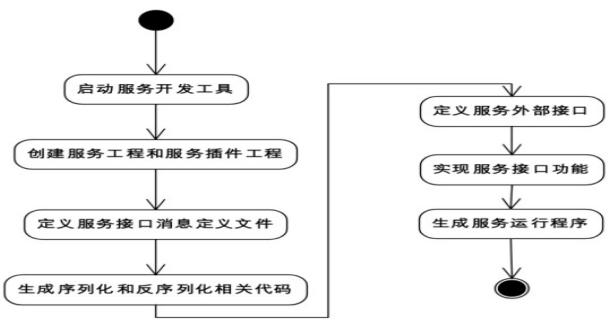 启动服务开发工具
创建服务工程和服务插件工程
定义服务接口消息定义文件
生成序列化和反序列化相关代码
定义服务外部接口
实现服务接口功能
生成服务运行程序